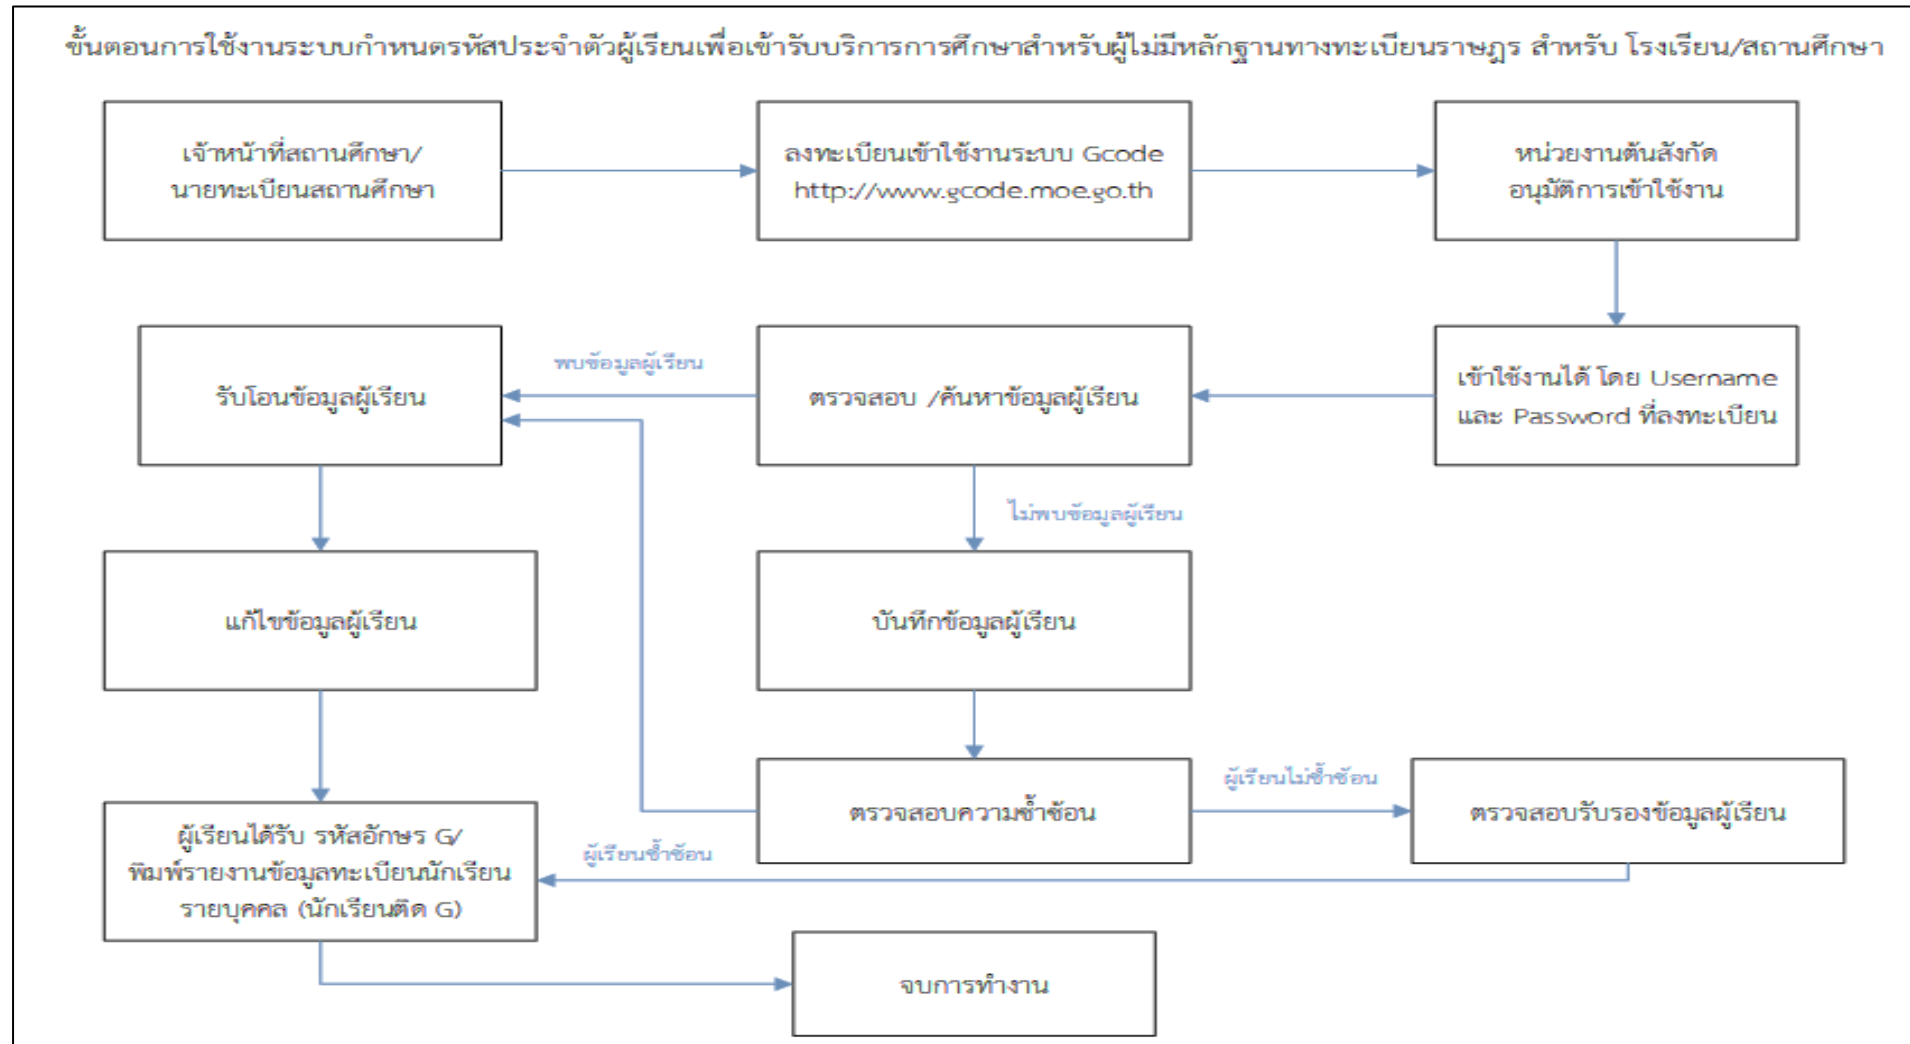 ขั้นตอนการใช้งานระบบกำหนดรหัสประจำตัวผู้เรียนเพื่อเข้ารับบริการการศึกษาสำหรับผู้ไม่มีหลักฐานทางทะเบียนราษฎร สำหรับ โรงเรียน/สถานศึกษา
เจ้าหน้าที่สถานศึกษา/
นายทะเบียนสถานศึกษา
ลงทะเบียนเข้าใช้งานระบบ Gcode
http://www.gcode.moe.go.th
หน่วยงานต้นสังกัด
อนุมัติการเข้าใช้งาน
เข้าใช้งานได้ โดย Username
และ Password ที่ลงทะเบียน
ตรวจสอบ /ค้นหาข้อมูลผู้เรียน
พบข้อมูลผู้เรียน
รับโอนข้อมูลผู้เรียน
ไม่พบข้อมูลผู้เรียน
แก้ไขข้อมูลผู้เรียน
บันทึกข้อมูลผู้เรียน
ตรวจสอบความซ้ำซ้อน
ผู้เรียนไม่ซ้ำซ้อน
ตรวจสอบรับรองข้อมูลผู้เรียน
ผู้เรียนซ้ำซ้อน
ผู้เรียนได้รับ รหัสอักษร G/
พิมพ์รายงานข้อมูลทะเบียนนักเรียน
รายบุคคล (นักเรียนติด G)
จบการทำงาน